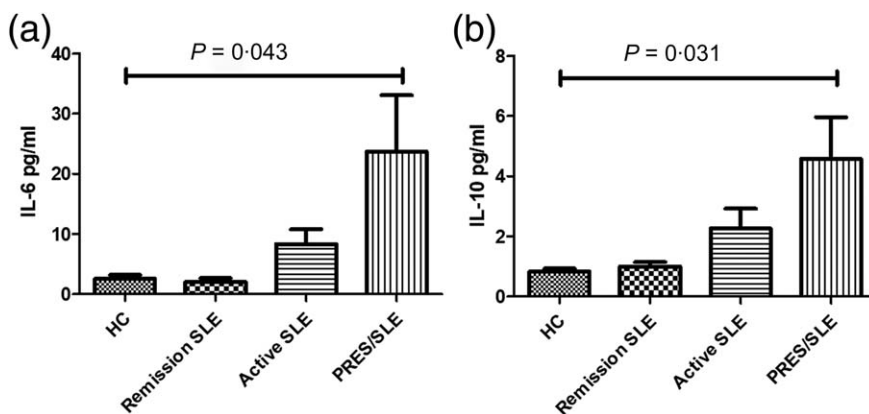 (a)
P = 0·043
40
30
20
10
0
IL-6 pg/ml
HC
Remission SLE
Active SLE
PRES/SLE
(b)
P = 0·031
8
6
4
2
0
IL-10 pg/ml
HC
Remission SLE
Active SLE
PRES/SLE